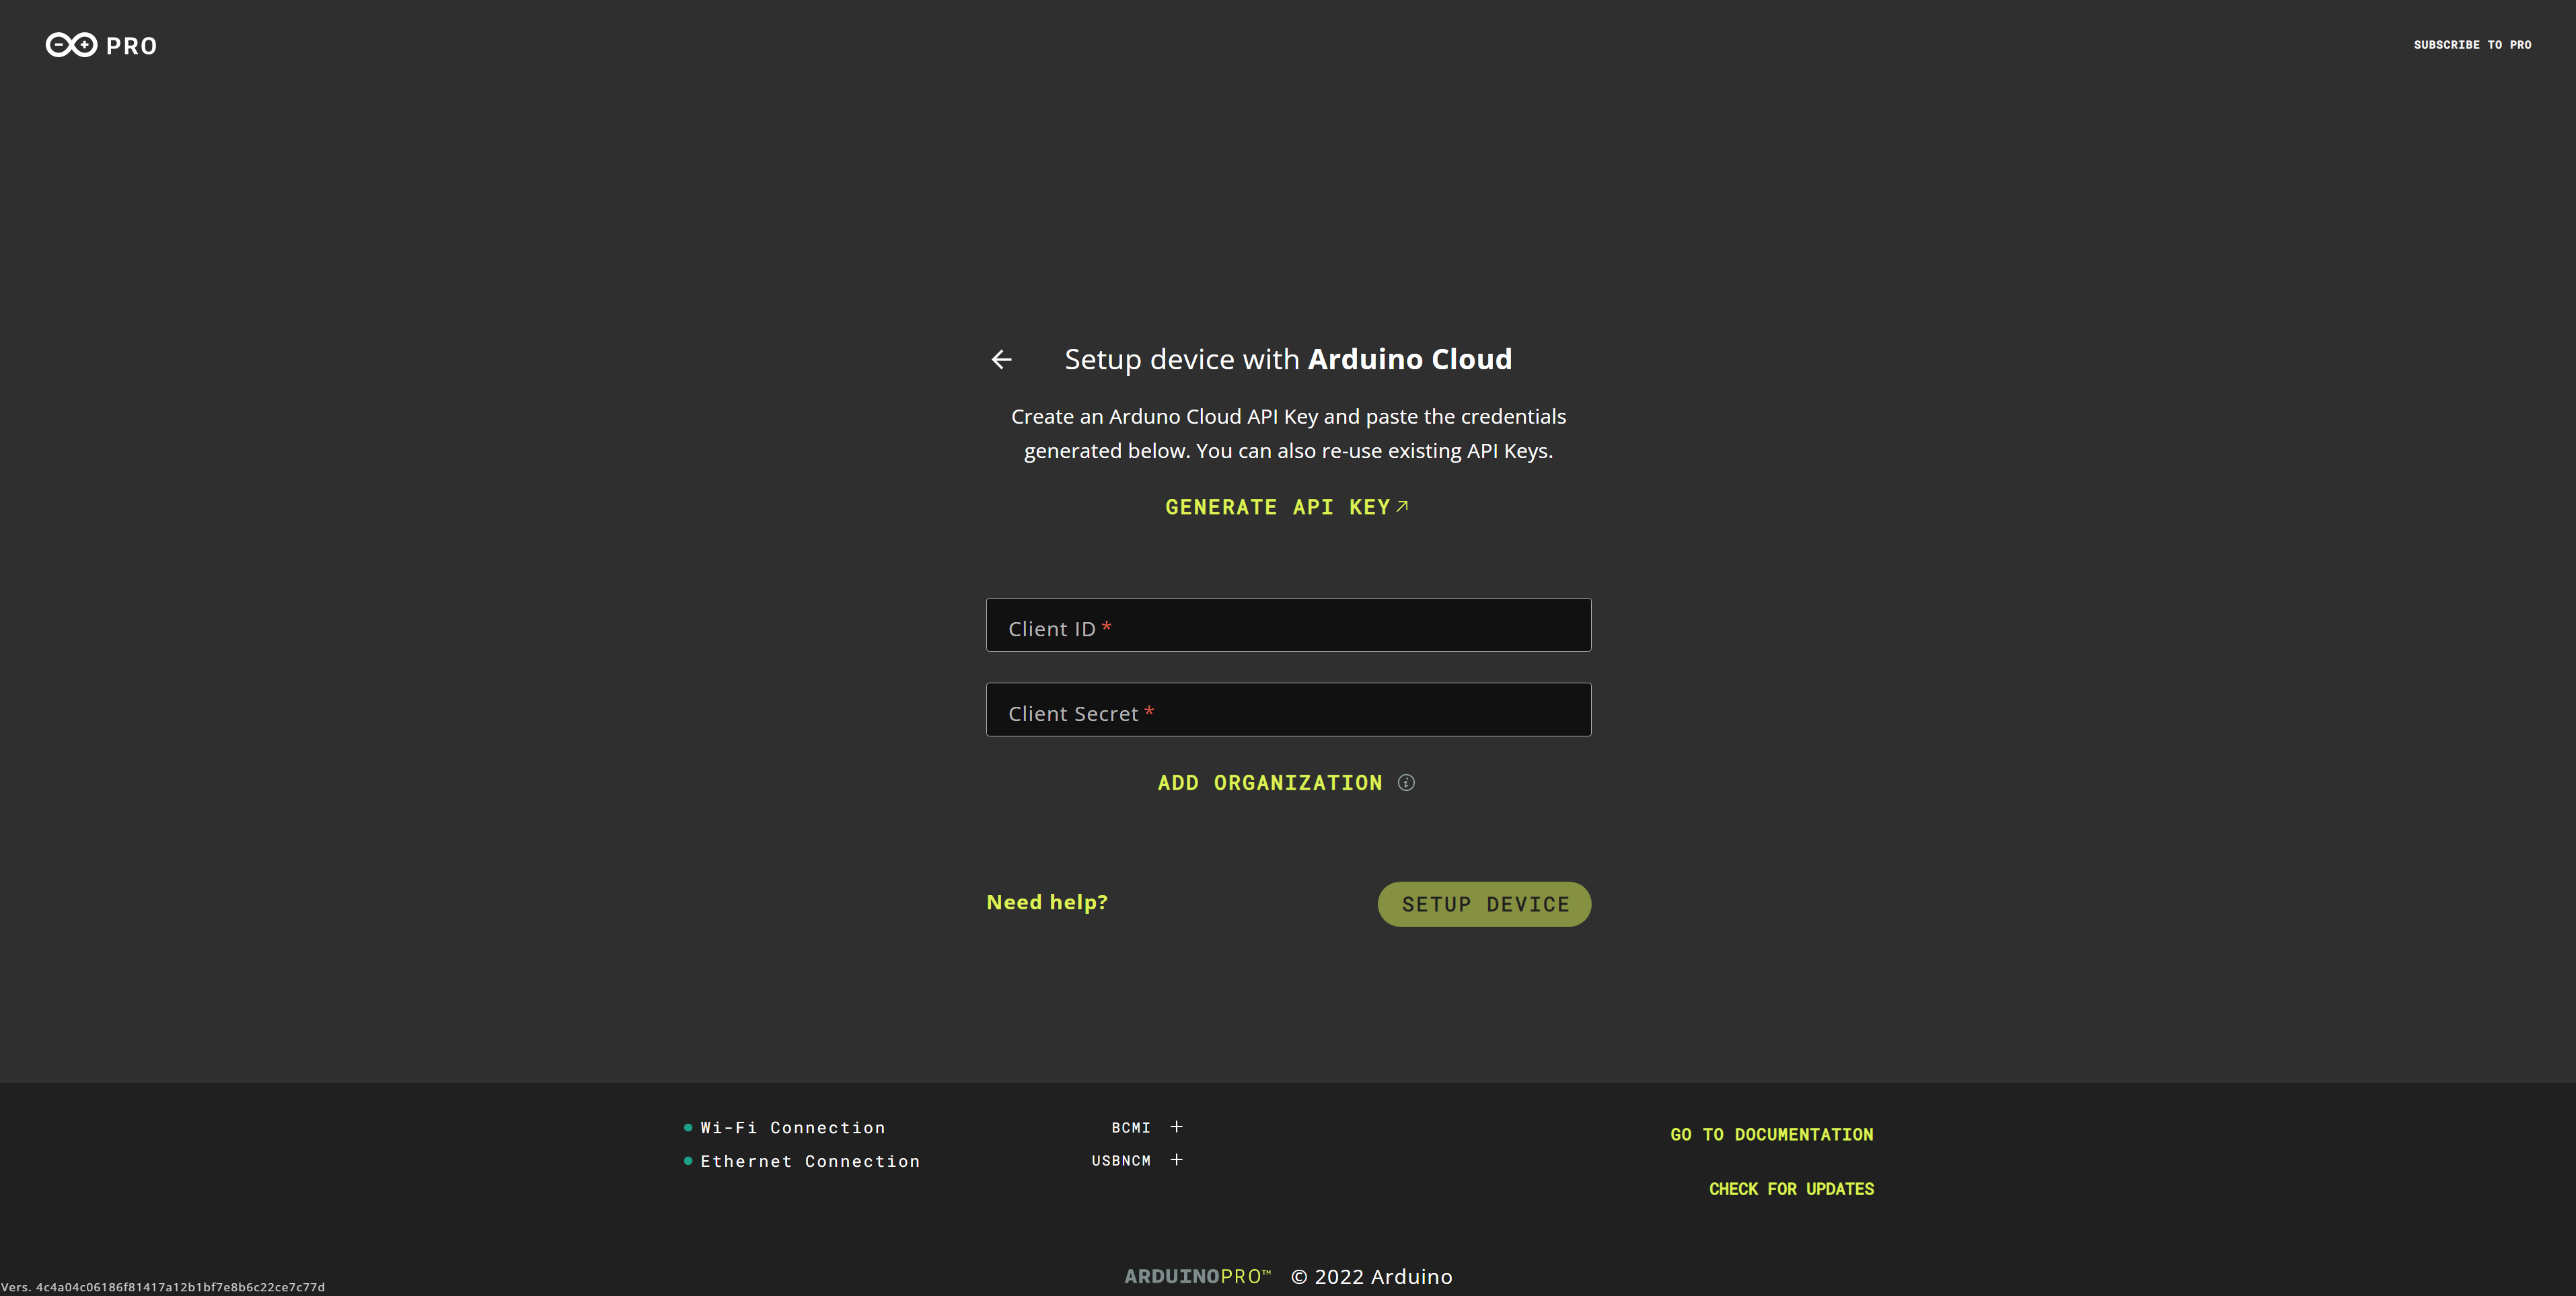 PRO
SUBSCRIBE TO PRO
Setup device with Arduino Cloud
Create an Arduno Cloud API Key and paste the credentials
generated below. You can also re-use existing API Keys.
GENERATE API KEY
Client ID *
Client Secret *
ADD ORGANIZATION
Need help?
SETUP DEVICE
Wi-Fi Connection
BCMI
Ethernet Connection
USBNCM
GO TO DOCUMENTATION
CHECK FOR UPDATES
ARDUINOPRO™ © 2022 Arduino
Vers. 4c4a04c06186f81417a12b1bf7e8b6c22ce7c77d